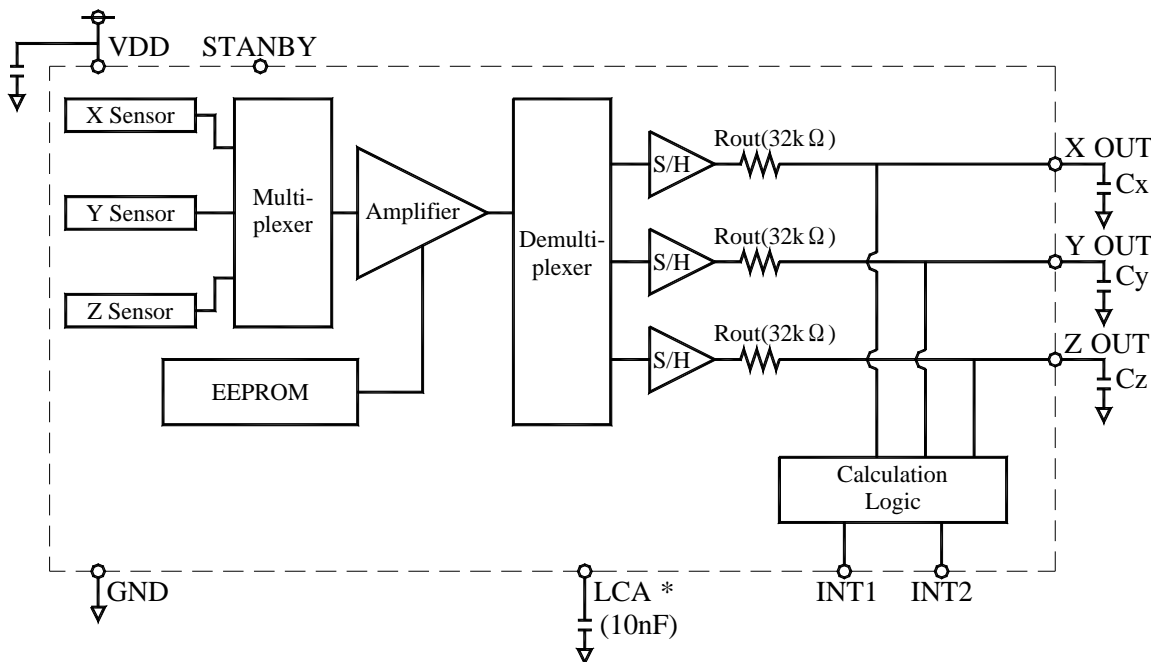 VDD
STANBY
X Sensor
Y Sensor
Z Sensor
Multi-
plexer
Amplifier
EEPROM
Demulti-
plexer
S/H
Rout(32kΩ)
X OUT
Cx
S/H
Rout(32kΩ)
Y OUT
Cy
S/H
Rout(32kΩ)
Z OUT
Cz
Calculation
Logic
GND
LCA *
(10nF)
INT1
INT2